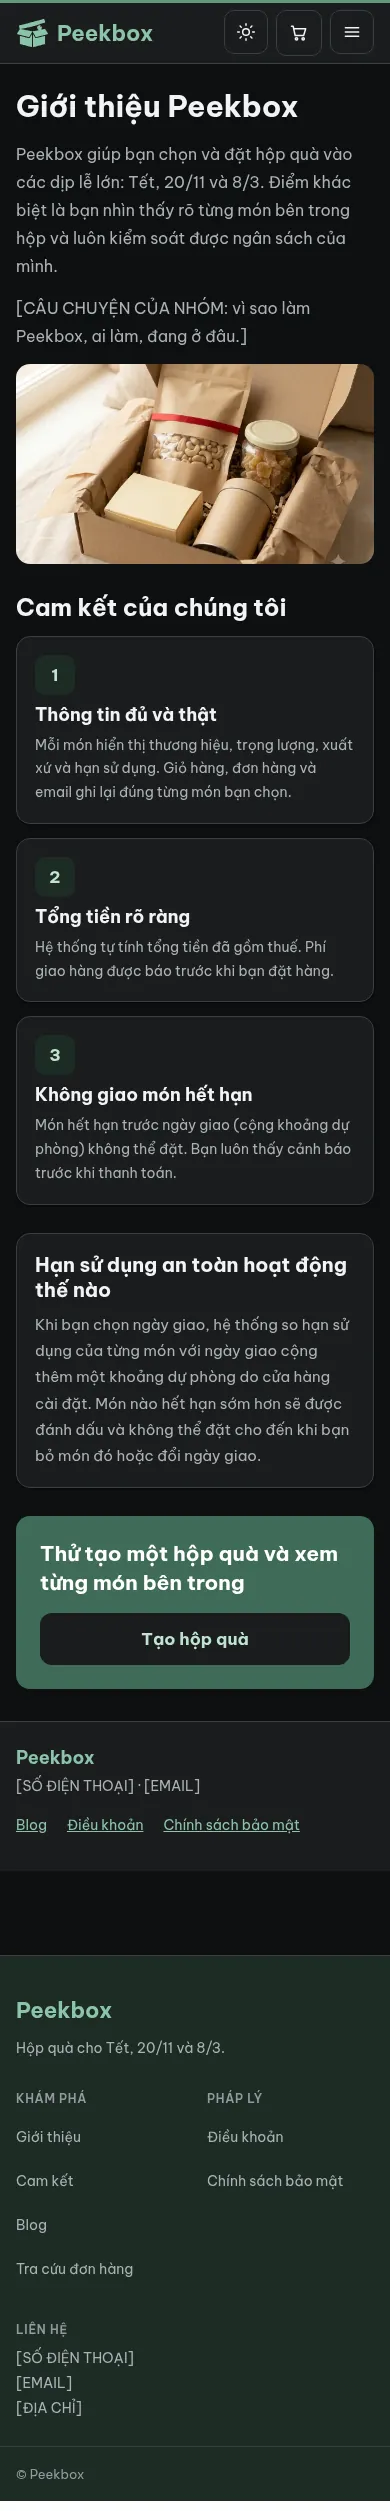 Peekbox
Giới thiệu Peekbox
Peekbox giúp bạn chọn và đặt hộp quà vào
các dịp lễ lớn: Tết, 20/11 và 8/3. Điểm khác
biệt là bạn nhìn thấy rõ từng món bên trong
hộp và luôn kiểm soát được ngân sách của
mình.
[CÂU CHUYỆN CỦA NHÓM: vì sao làm
Peekbox, ai làm, đang ở đâu.]
Cam kết của chúng tôi
1
Thông tin đủ và thật
Mỗi món hiển thị thương hiệu, trọng lượng, xuất
xứ và hạn sử dụng. Giỏ hàng, đơn hàng và
email ghi lại đúng từng món bạn chọn.
2
Tổng tiền rõ ràng
Hệ thống tự tính tổng tiền đã gồm thuế. Phí
giao hàng được báo trước khi bạn đặt hàng.
3
Không giao món hết hạn
Món hết hạn trước ngày giao (cộng khoảng dự
phòng) không thể đặt. Bạn luôn thấy cảnh báo
trước khi thanh toán.
Hạn sử dụng an toàn hoạt động
thế nào
Khi bạn chọn ngày giao, hệ thống so hạn sử
dụng của từng món với ngày giao cộng
thêm một khoảng dự phòng do cửa hàng
cài đặt. Món nào hết hạn sớm hơn sẽ được
đánh dấu và không thể đặt cho đến khi bạn
bỏ món đó hoặc đổi ngày giao.
Thử tạo một hộp quà và xem
từng món bên trong
Tạo hộp quà
Peekbox
[SỐ ĐIỆN THOẠI] · [EMAIL]
Blog Điều khoản Chính sách bảo mật
Peekbox
Hộp quà cho Tết, 20/11 và 8/3.
KHÁM PHÁ
Giới thiệu
Cam kết
Blog
Tra cứu đơn hàng
PHÁP LÝ
Điều khoản
Chính sách bảo mật
LIÊN HỆ
[SỐ ĐIỆN THOẠI]
[EMAIL]
[ĐỊA CHỈ]
© Peekbox